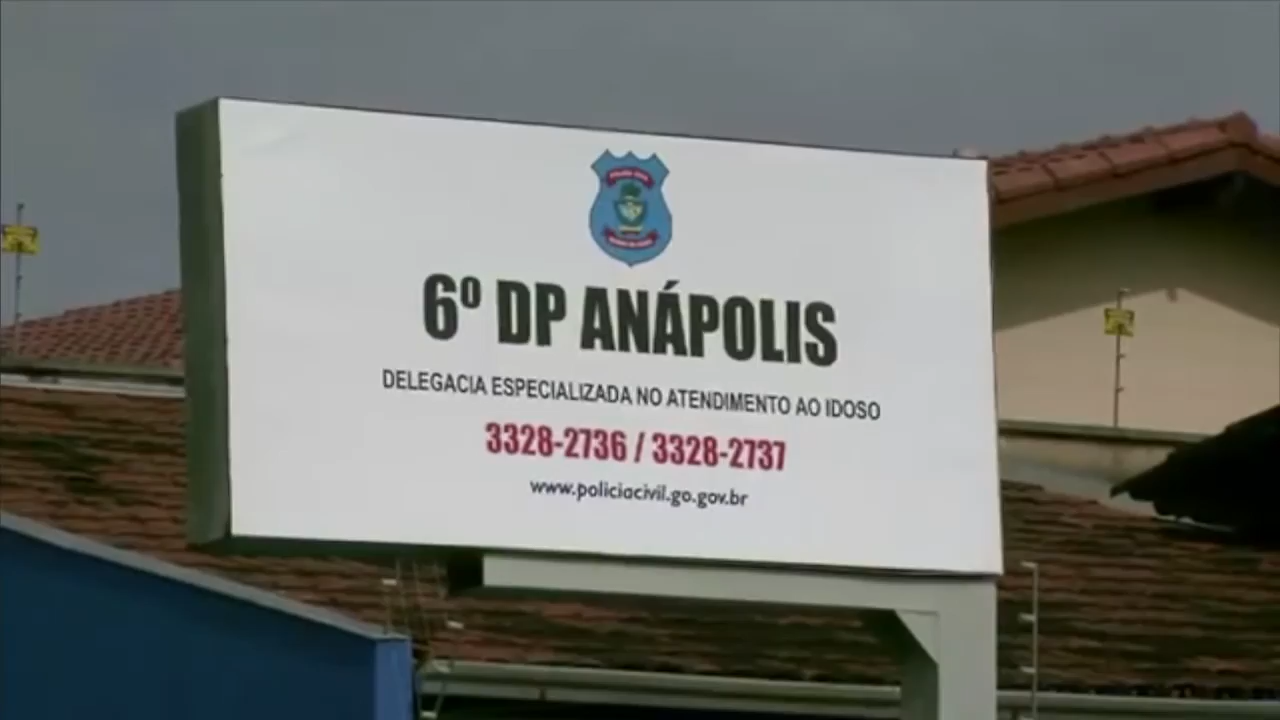 6º DP ANÁPOLIS
DELEGACIA ESPECIALIZADA NO ATENDIMENTO AO IDOSO
3328-2736 / 3328-2737
www.policiacivil.go.gov.br